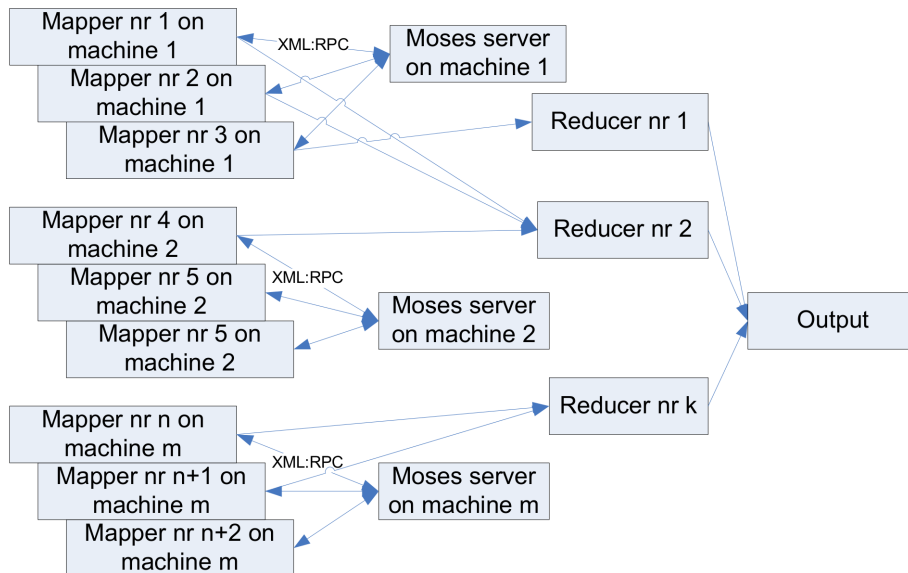 Mapper nr 1 on
machine 1
Mapper nr 2 on
machine 1
Mapper nr 3 on
machine 1
XML:RPC
Moses server
on machine 1
Reducer nr 1
Mapper nr 4 on
machine 2
Mapper nr 5 on
machine 2
Mapper nr 5 on
machine 2
XML:RPC
Moses server
on machine 2
Reducer nr 2
Output
Mapper nr n on
machine m
Mapper nr n+1 on
machine m
Mapper nr n+2 on
machine m
XML:RPC
Moses server
on machine m
Reducer nr k